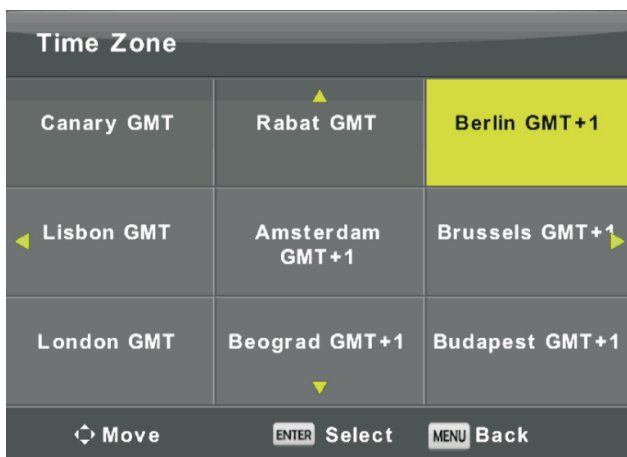 Time Zone
Canary GMT
Rabat GMT
Berlin GMT+1
Lisbon GMT
Amsterdam
GMT+1
Brussels GMT+1
London GMT
Beograd GMT+1
Budapest GMT+1
Move
ENTER Select
MENU Back